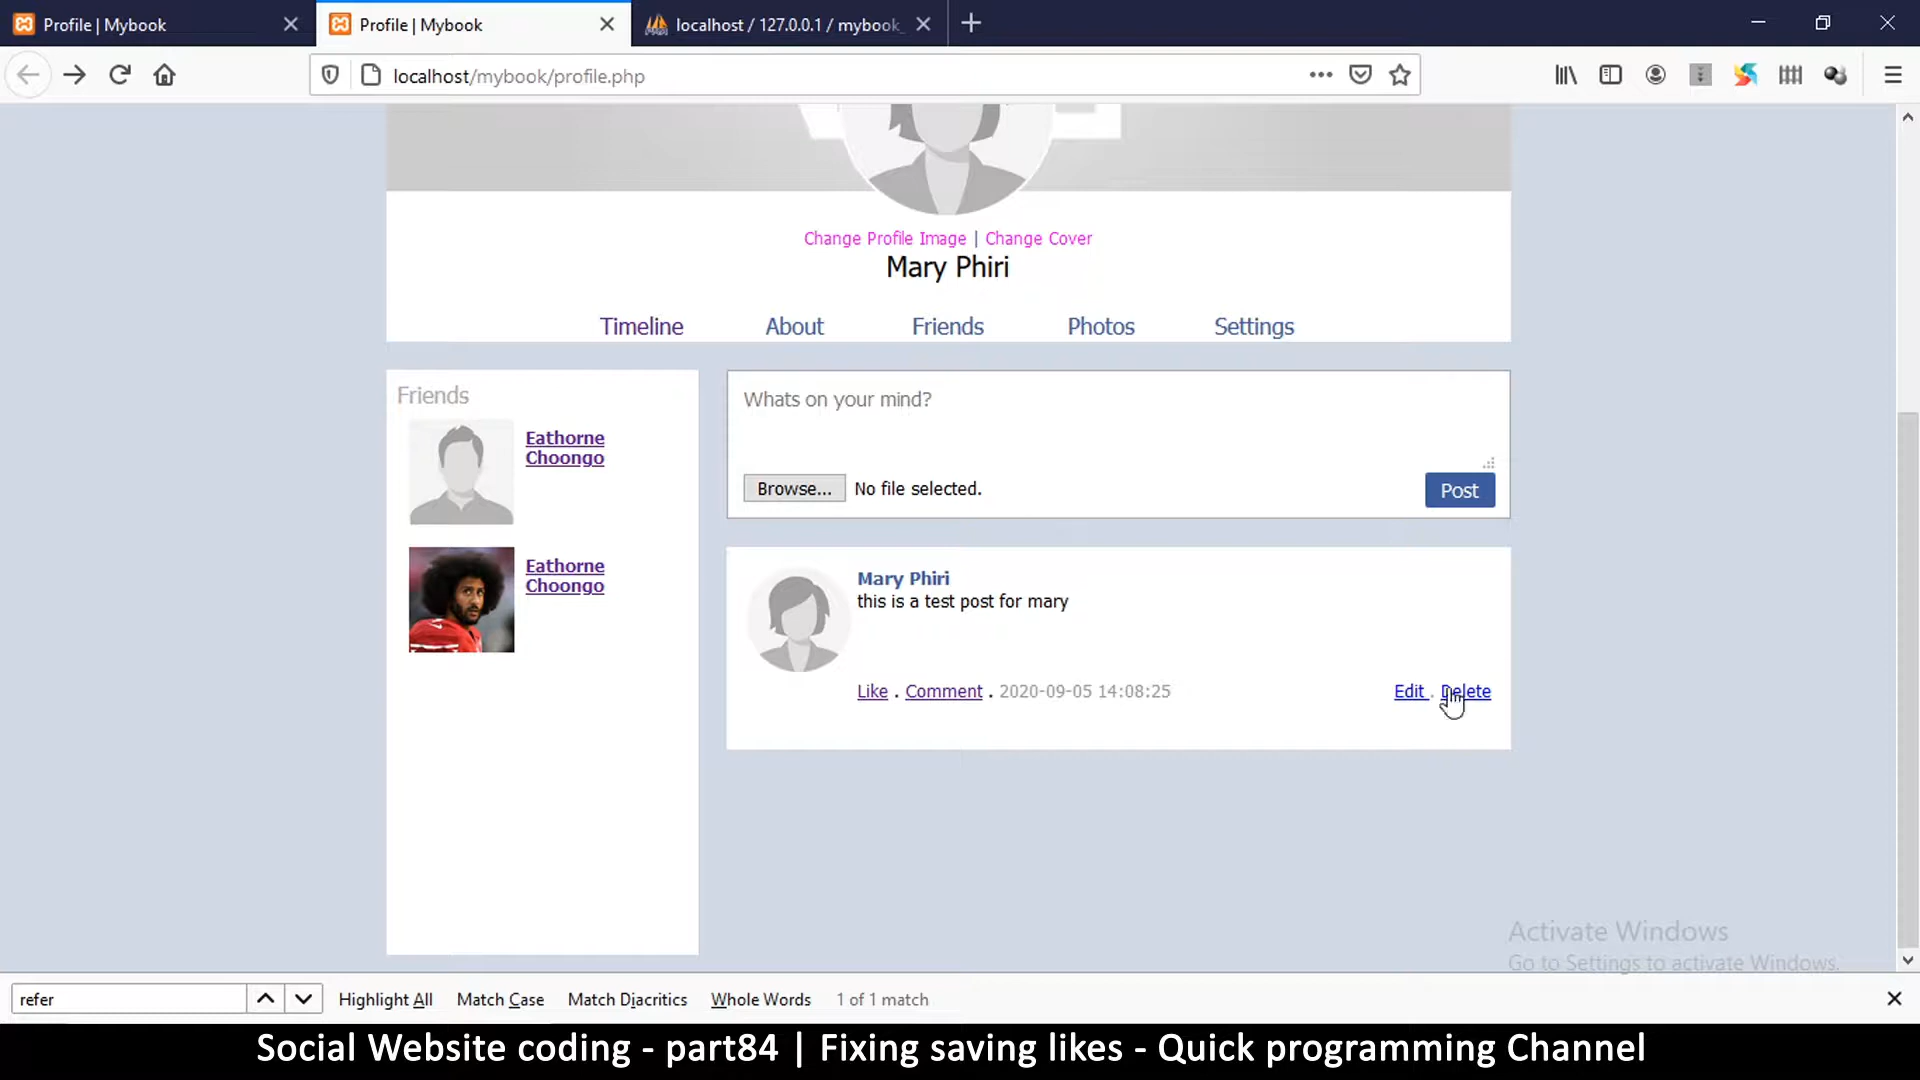 Profile | Mybook
Profile | Mybook
localhost / 127.0.0.1 / mybook_
localhost/mybook/profile.php
Change Profile Image | Change Cover
Mary Phiri
Timeline About Friends Photos Settings
Friends
Eathorne
Choongo
Eathorne
Choongo
Whats on your mind?
Browse... No file selected.
Post
Mary Phiri
this is a test post for mary
Like . Comment . 2020-09-05 14:08:25
Edit . Delete
Activate Windows
Go to Settings to activate Windows.
refer
Highlight All Match Case Match Diacritics Whole Words 1 of 1 match
Social Website coding - part84 | Fixing saving likes - Quick programming Channel